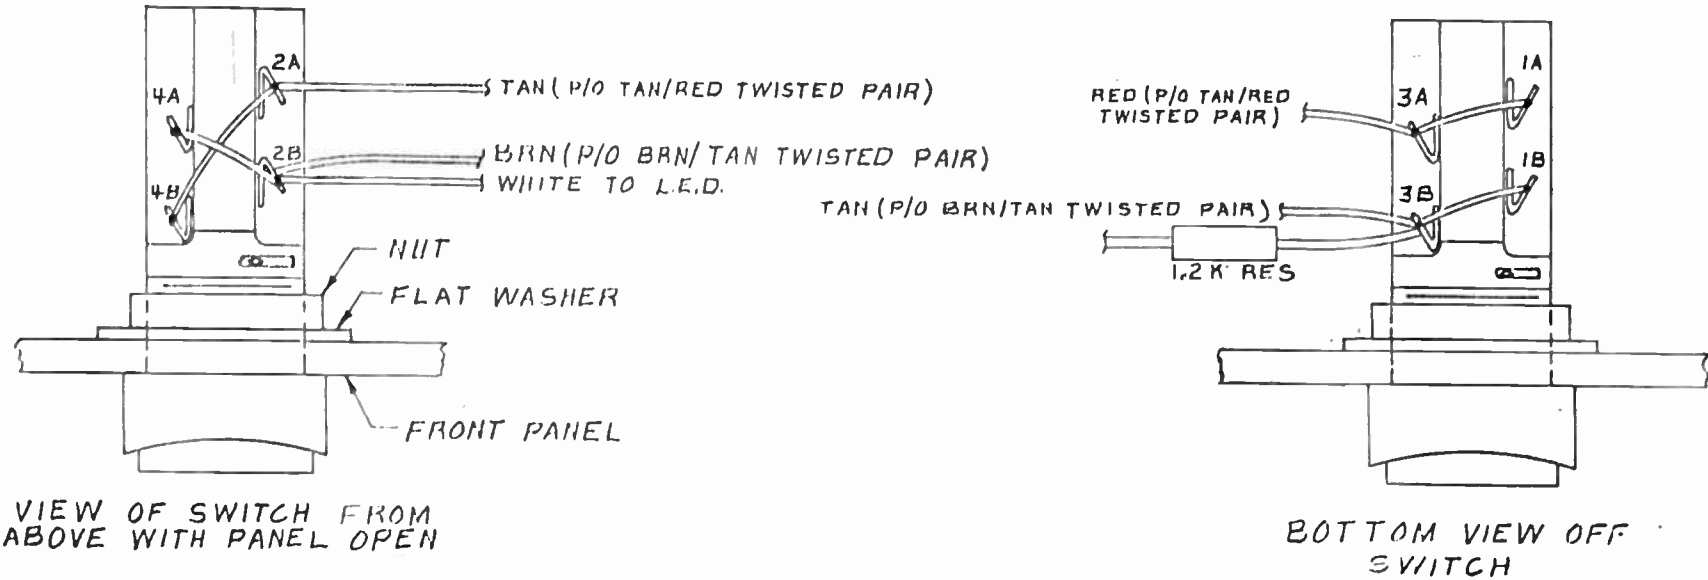 2A
TAN (P/O TAN/RED TWISTED PAIR)
4A
2B
BRN (P/O BRN/TAN TWISTED PAIR)
WHITE TO L.E.D.
4B
NUT
FLAT WASHER
FRONT PANEL
VIEW OF SWITCH FROM
ABOVE WITH PANEL OPEN
1A
RED (P/O TAN/RED
TWISTED PAIR)
3A
1B
3B
TAN (P/O BRN/TAN TWISTED PAIR)
1.2 K RES
BOTTOM VIEW OFF
SWITCH